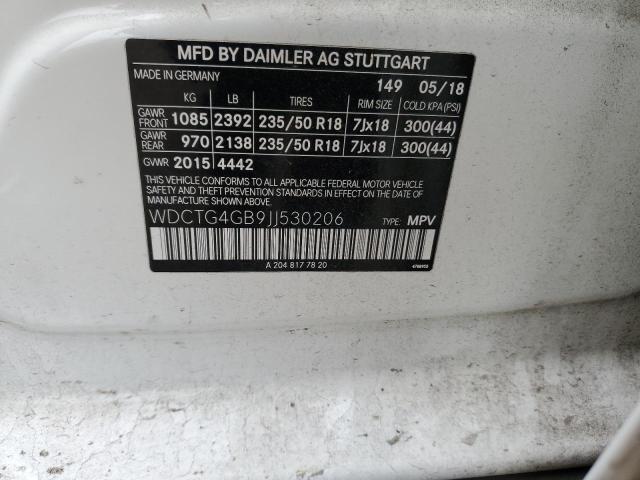 MFD BY DAIMLER AG STUTTGART
MADE IN GERMANY 149 05/18
KG LB TIRES RIM SIZE COLD KPA(PSI)
GAWR FRONT 1085 2392 235/50 R18 7Jx18 300(44)
GAWR REAR 970 2138 235/50 R18 7Jx18 300(44)
GVWR 2015 4442
THIS VEHICLE CONFORMS TO ALL APPLICABLE FEDERAL MOTOR VEHICLE
SAFETY AND THEFT PREVENTION STANDARDS IN EFFECT ON THE DATE OF
MANUFACTURE SHOWN ABOVE.
WDCTG4GB9JJ530206 TYPE: MPV
A 204 817 78 20